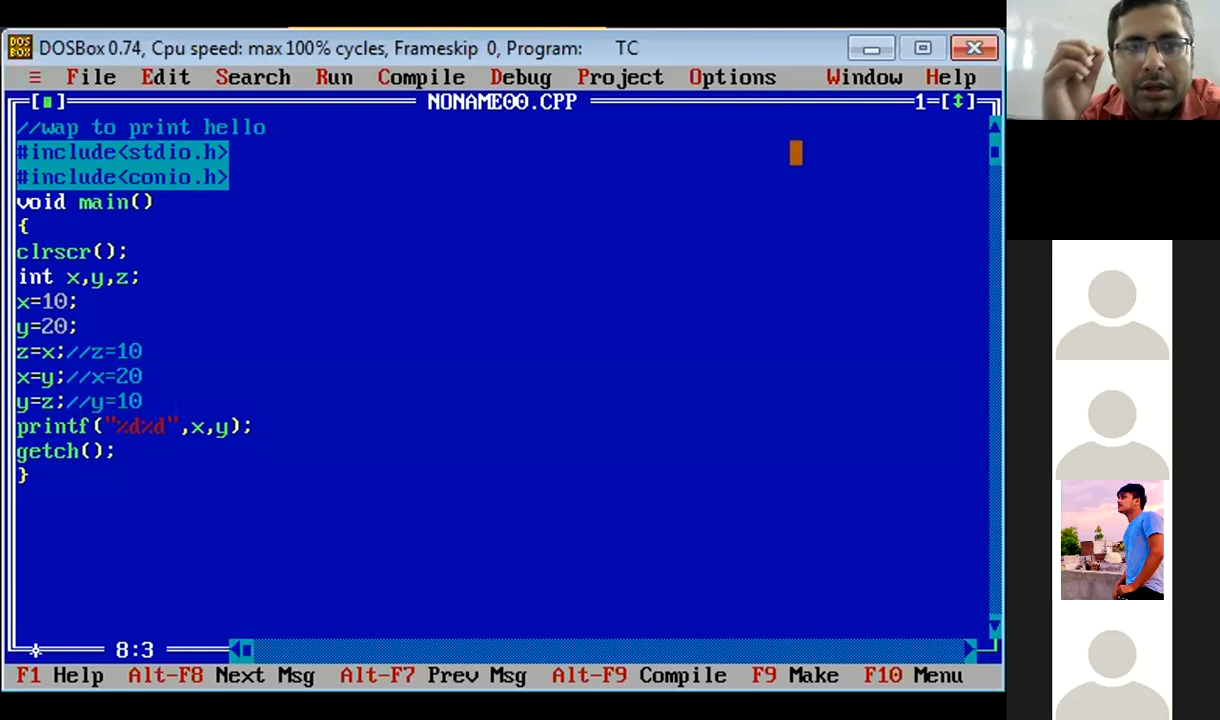 DOSBox 0.74, Cpu speed: max 100% cycles, Frameskip 0, Program: TC
File Edit Search Run Compile Debug Project Options Window Help
NONAME00.CPP 1
//wap to print hello
#include<stdio.h>
#include<conio.h>
void main()
{
clrscr();
int x,y,z;
x=10;
y=20;
z=x;//z=10
x=y;//x=20
y=z;//y=10
printf("%d%d",x,y);
getch();
}
8:3
F1 Help Alt-F8 Next Msg Alt-F7 Prev Msg Alt-F9 Compile F9 Make F10 Menu